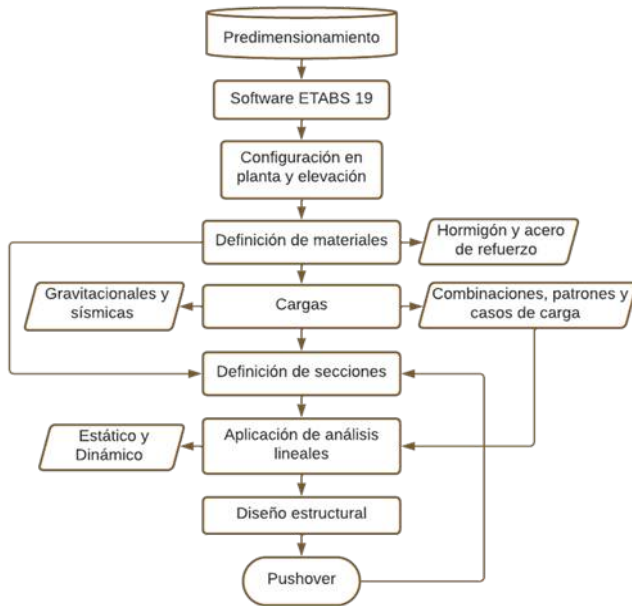 Predimensionamiento
Software ETABS 19
Configuración en
planta y elevación
Definición de materiales
Hormigón y acero
de refuerzo
Gravitacionales y
sísmicas
Cargas
Combinaciones, patrones y
casos de carga
Definición de secciones
Estático y
Dinámico
Aplicación de análisis
lineales
Diseño estructural
Pushover